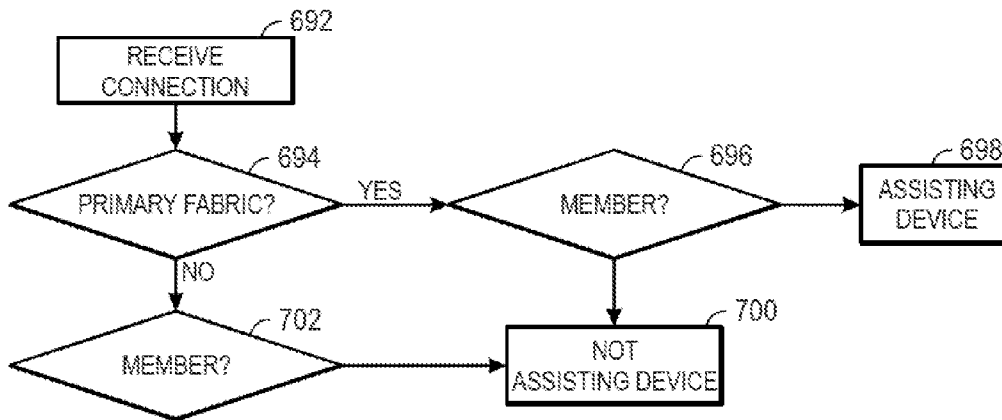 692
RECEIVE
CONNECTION
694
PRIMARY FABRIC?
YES
696
MEMBER?
698
ASSISTING
DEVICE
NO
702
MEMBER?
700
NOT
ASSISTING DEVICE